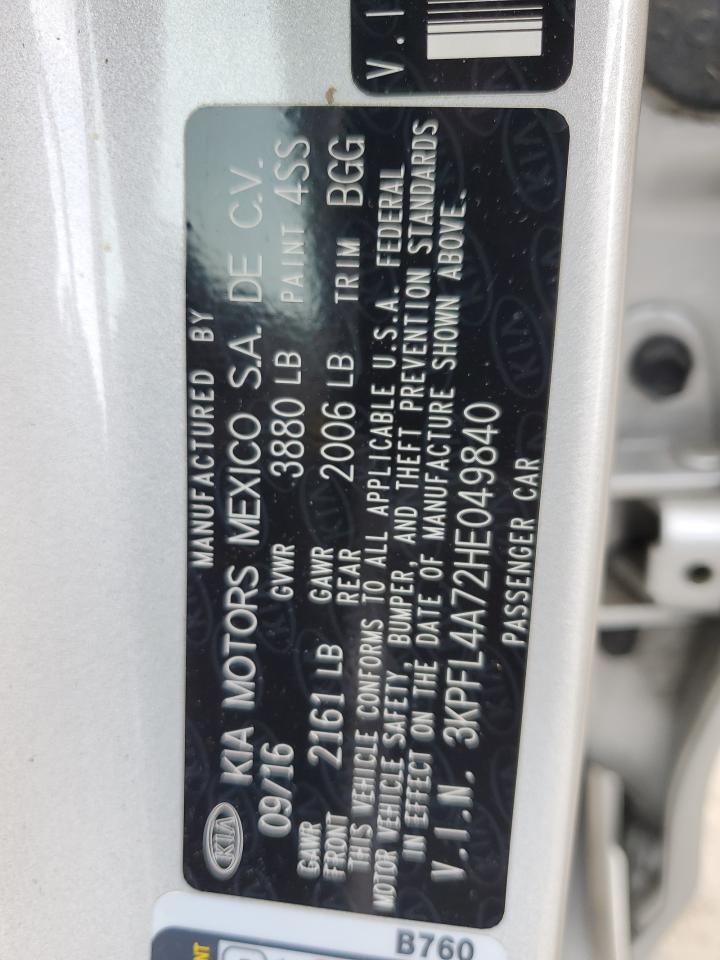 V.I
MANUFACTURED BY
KIA KIA MOTORS MEXICO S.A. DE C.V.
09/16 GVWR 3880 LB PAINT 4SS
GAWR FRONT 2161 LB GAWR REAR 2006 LB TRIM BGG
THIS VEHICLE CONFORMS TO ALL APPLICABLE U.S.A. FEDERAL
MOTOR VEHICLE SAFETY, BUMPER, AND THEFT PREVENTION STANDARDS
IN EFFECT ON THE DATE OF MANUFACTURE SHOWN ABOVE.
V.I.N. 3KPFL4A72HE049840
PASSENGER CAR
B760